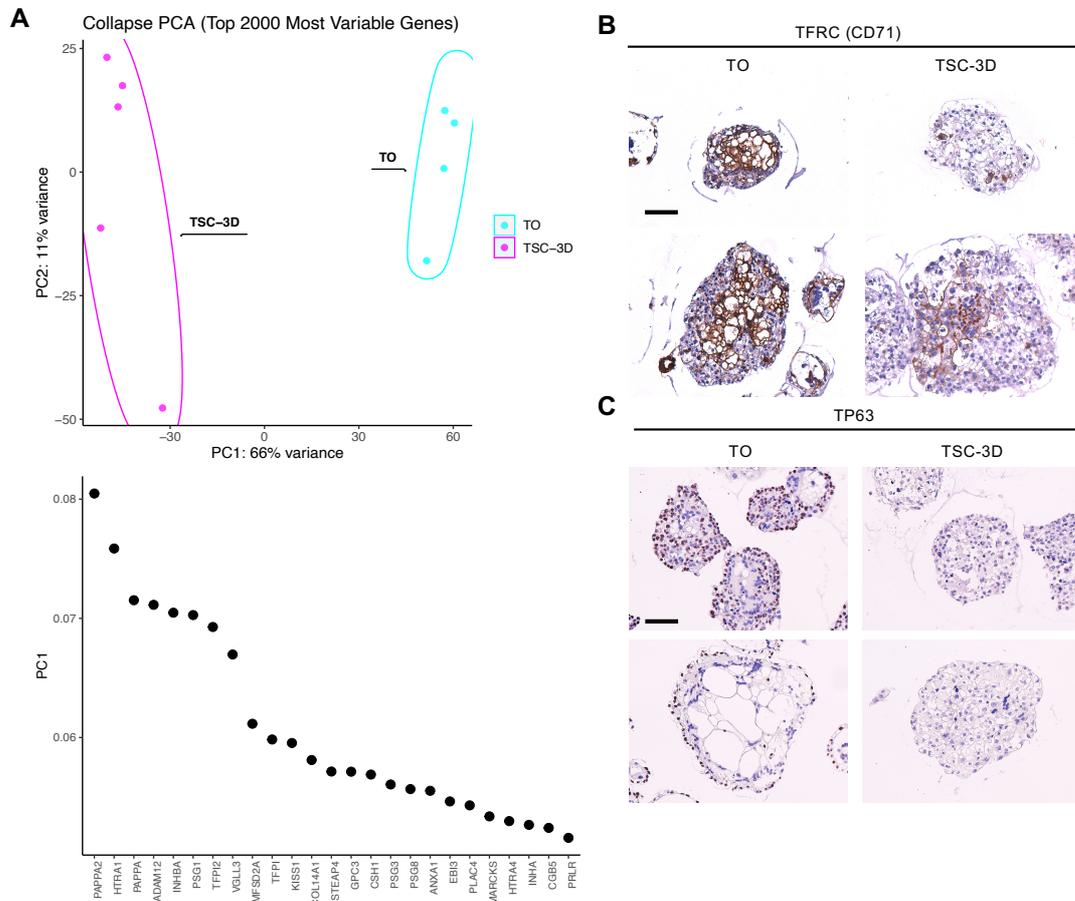 A
Collapse PCA (Top 2000 Most Variable Genes)
25
0
−25
−50
PC2: 11% variance
TO
TSC−3D
TO
TSC−3D
−30
0
30
60
PC1: 66% variance
0.08
0.07
0.06
PC1
PAPPA2
HTRA1
PAPPA
ADAM12
INHBA
PSG1
TFPI2
VGLL3
MFSD2A
TFPI
KISS1
COL14A1
STEAP4
GPC3
CSH1
PSG3
PSG8
ANXA1
EBI3
PLAC4
MARCKS
HTRA4
INHA
CGB5
PRLR
B
TFRC (CD71)
TO
TSC-3D
C
TP63
TO
TSC-3D